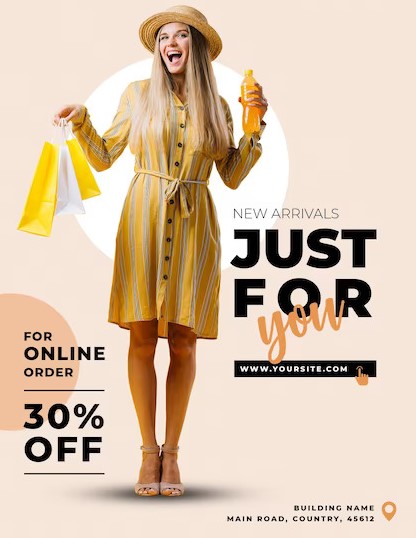 NEW ARRIVALS
JUST
FOR
you
WWW.YOURSITE.COM
FOR
ONLINE
ORDER
30%
OFF
BUILDING NAME
MAIN ROAD, COUNTRY, 45612